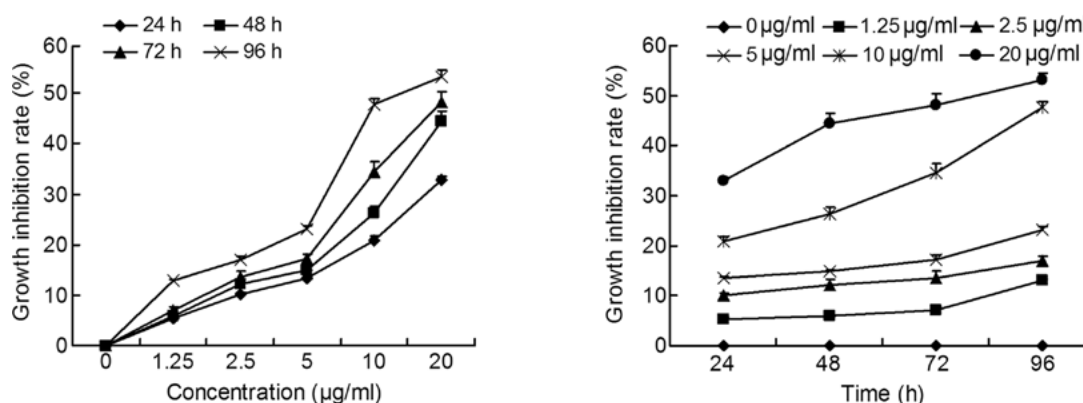 24 h 48 h
72 h 96 h
60
50
40
30
20
10
0
Growth inhibition rate (%)
0 1.25 2.5 5 10 20
Concentration (µg/ml)
0 µg/ml 1.25µg/ml 2.5 µg/m
5 µg/ml 10 µg/ml 20 µg/ml
60
50
40
30
20
10
0
Growth inhibition rate (%)
24 48 72 96
Time (h)